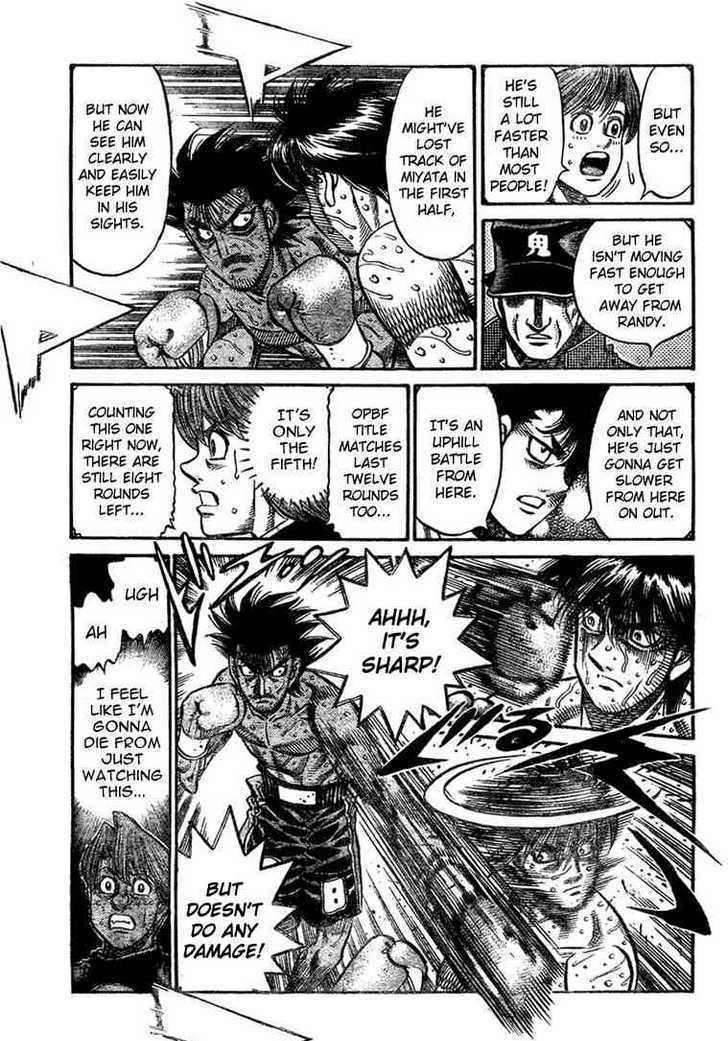 BUT
EVEN
SO...
HE'S
STILL
A LOT
FASTER
THAN
MOST
PEOPLE!
BUT HE
ISN'T MOVING
FAST ENOUGH
TO GET
AWAY FROM
RANDY.
鬼
HE
MIGHT'VE
LOST
TRACK OF
MIYATA IN
THE FIRST
HALF,
BUT NOW
HE CAN
SEE HIM
CLEARLY
AND EASILY
KEEP HIM
IN HIS
SIGHTS.
AND NOT
ONLY THAT,
HE'S JUST
GONNA GET
SLOWER
FROM HERE
ON OUT.
IT'S AN
UPHILL
BATTLE
FROM
HERE.
OPBF
TITLE
MATCHES
LAST
TWELVE
ROUNDS
TOO...
IT'S
ONLY
THE
FIFTH!
COUNTING
THIS ONE
RIGHT NOW,
THERE ARE
STILL EIGHT
ROUNDS
LEFT...
AHHH,
IT'S
SHARP!
BUT
DOESN'T
DO ANY
DAMAGE!
UGH
AH
I FEEL
LIKE I'M
GONNA
DIE FROM
JUST
WATCHING
THIS...